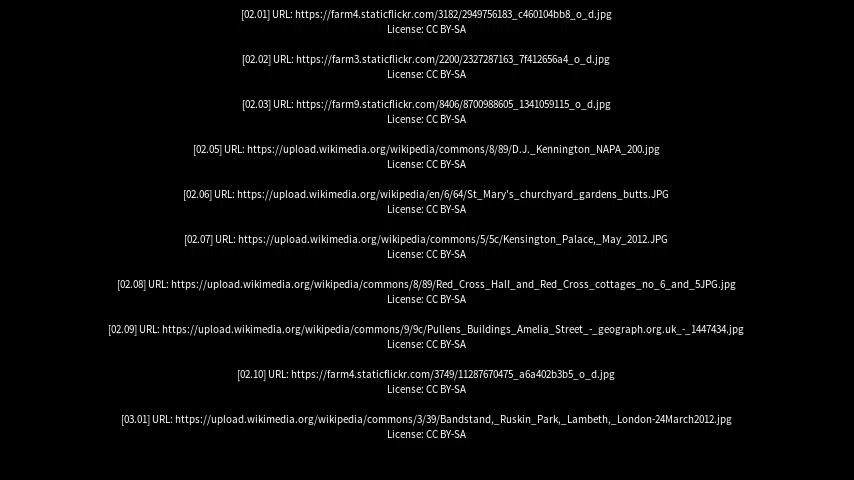 [02.01] URL: https://farm4.staticflickr.com/3182/2949756183_c460104bb8_o_d.jpg
License: CC BY-SA
[02.02] URL: https://farm3.staticflickr.com/2200/2327287163_7f412656a4_o_d.jpg
License: CC BY-SA
[02.03] URL: https://farm9.staticflickr.com/8406/8700988605_1341059115_o_d.jpg
License: CC BY-SA
[02.05] URL: https://upload.wikimedia.org/wikipedia/commons/8/89/D.J._Kennington_NAPA_200.jpg
License: CC BY-SA
[02.06] URL: https://upload.wikimedia.org/wikipedia/en/6/64/St_Mary's_churchyard_gardens_butts.JPG
License: CC BY-SA
[02.07] URL: https://upload.wikimedia.org/wikipedia/commons/5/5c/Kensington_Palace,_May_2012.JPG
License: CC BY-SA
[02.08] URL: https://upload.wikimedia.org/wikipedia/commons/8/89/Red_Cross_Hall_and_Red_Cross_cottages_no_6_and_5JPG.jpg
License: CC BY-SA
[02.09] URL: https://upload.wikimedia.org/wikipedia/commons/9/9c/Pullens_Buildings_Amelia_Street_-_geograph.org.uk_-_1447434.jpg
License: CC BY-SA
[02.10] URL: https://farm4.staticflickr.com/3749/11287670475_a6a402b3b5_o_d.jpg
License: CC BY-SA
[03.01] URL: https://upload.wikimedia.org/wikipedia/commons/3/39/Bandstand,_Ruskin_Park,_Lambeth,_London-24March2012.jpg
License: CC BY-SA